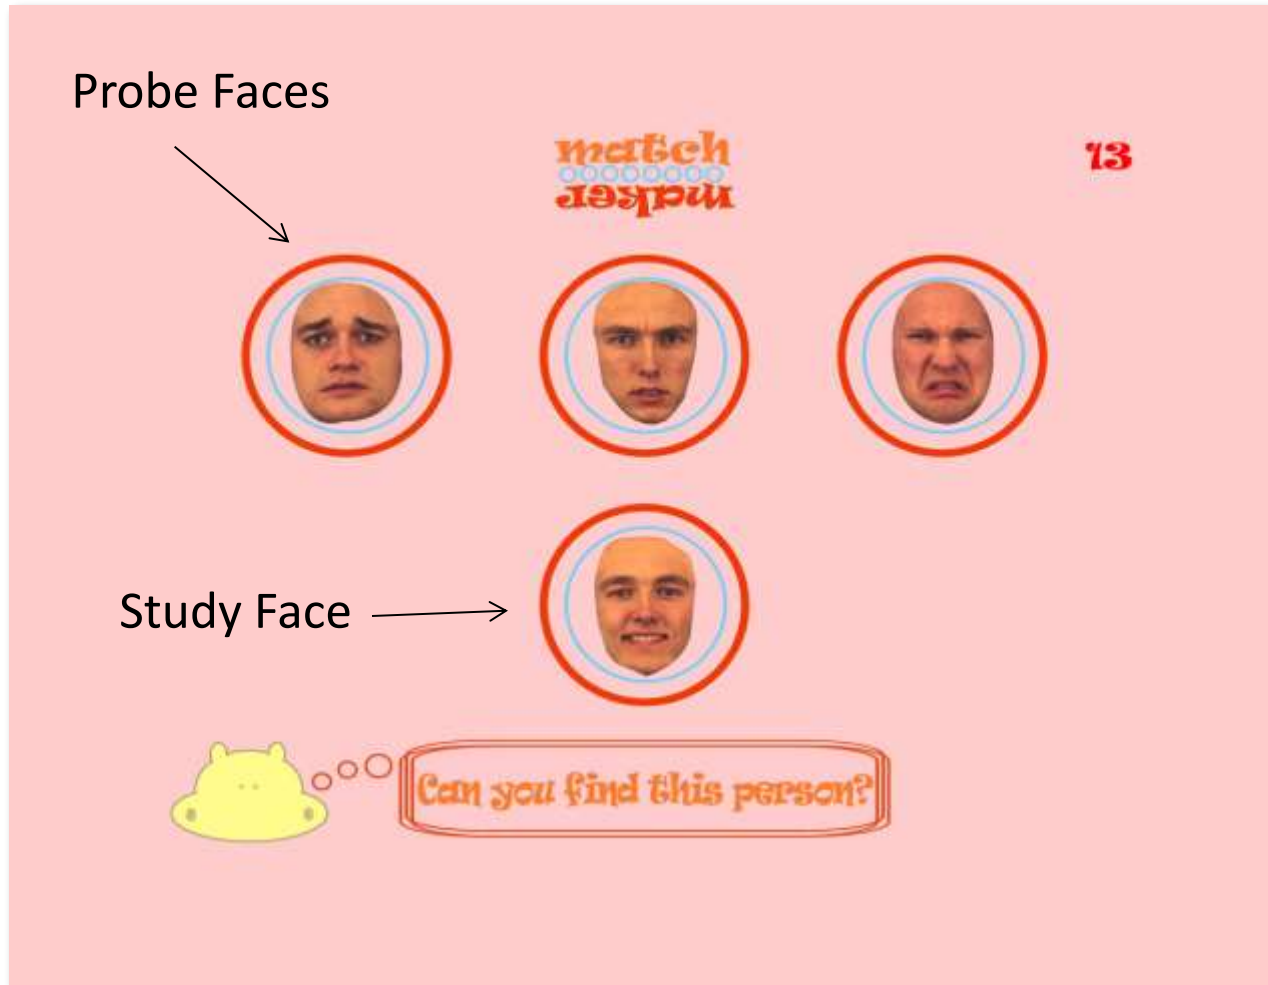 Probe Faces
match
maker
13
Study Face
Can you find this person?